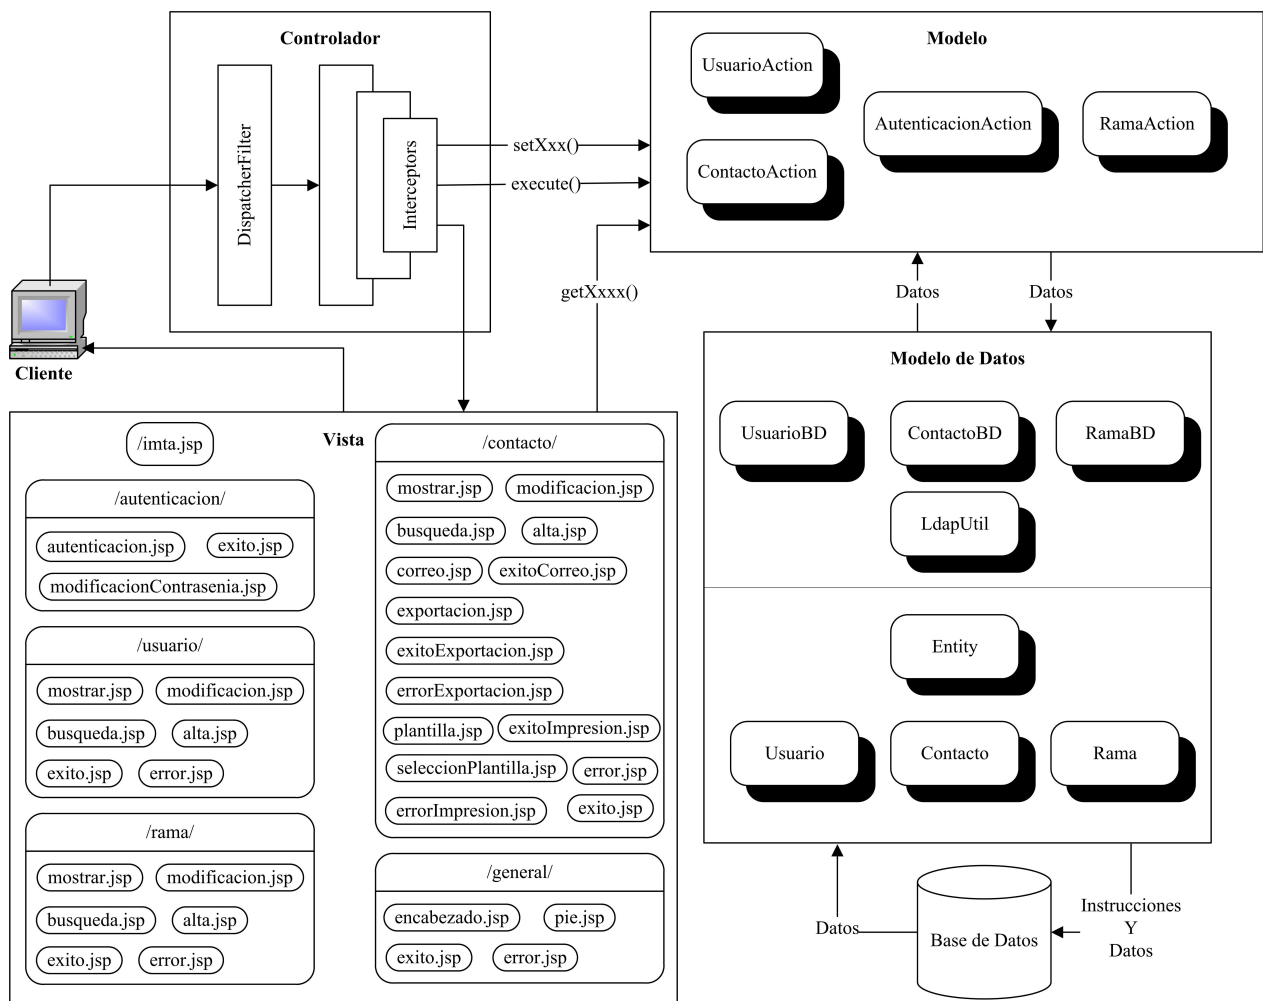 Controlador
DispatcherFilter
Interceptors
setXxx()
execute()
getXxxx()
Modelo
UsuarioAction
AutenticacionAction
RamaAction
ContactoAction
Datos
Datos
Cliente
Modelo de Datos
UsuarioBD
ContactoBD
RamaBD
LdapUtil
Entity
Usuario
Contacto
Rama
Datos
Base de Datos
Instrucciones
Y
Datos
Vista
/imta.jsp
/autenticacion/
autenticacion.jsp
exito.jsp
modificacionContrasenia.jsp
/usuario/
mostrar.jsp
modificacion.jsp
busqueda.jsp
alta.jsp
exito.jsp
error.jsp
/rama/
mostrar.jsp
modificacion.jsp
busqueda.jsp
alta.jsp
exito.jsp
error.jsp
/contacto/
mostrar.jsp
modificacion.jsp
busqueda.jsp
alta.jsp
correo.jsp
exitoCorreo.jsp
exportacion.jsp
exitoExportacion.jsp
errorExportacion.jsp
plantilla.jsp
exitoImpresion.jsp
seleccionPlantilla.jsp
error.jsp
errorImpresion.jsp
exito.jsp
/general/
encabezado.jsp
pie.jsp
exito.jsp
error.jsp